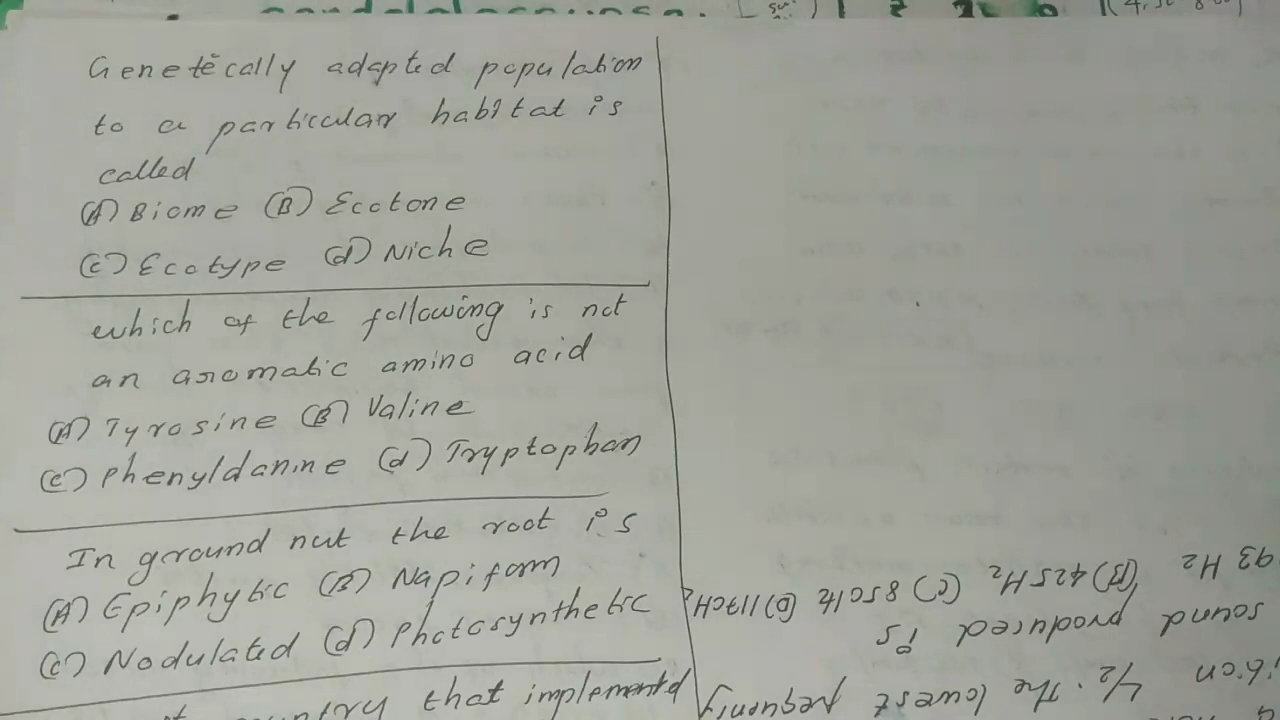 Genetically adapted population
to a particular habitat is
called
(A) Biome (B) Ecotone
(C) Ecotype (d) Niche
which of the following is not
an aromatic amino acid
(A) Tyrosine (B) Valine
(C) Phenyldanine (d) Tryptophan
In ground nut the root is
(A) Epiphytic (B) Napiform
(C) Nodulated (d) Photosynthetic
that implemented
The lowest frequency
sound produced is
93 Hz (B) 425 Hz (C) 850 Hz (D) 1170 Hz